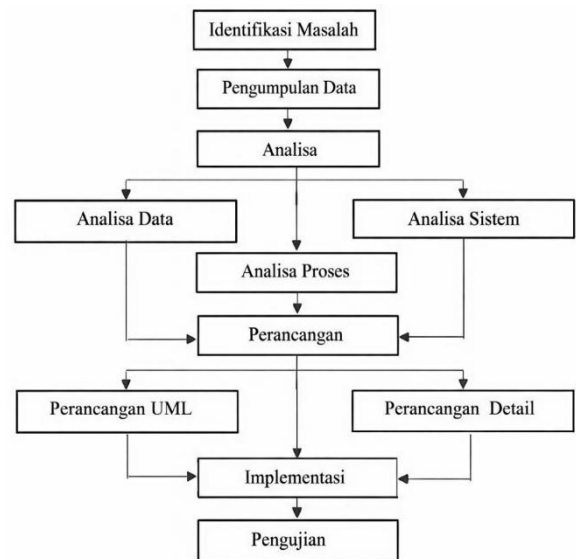 Identifikasi Masalah
Pengumpulan Data
Analisa
Analisa Data
Analisa Sistem
Analisa Proses
Perancangan
Perancangan UML
Perancangan Detail
Implementasi
Pengujian